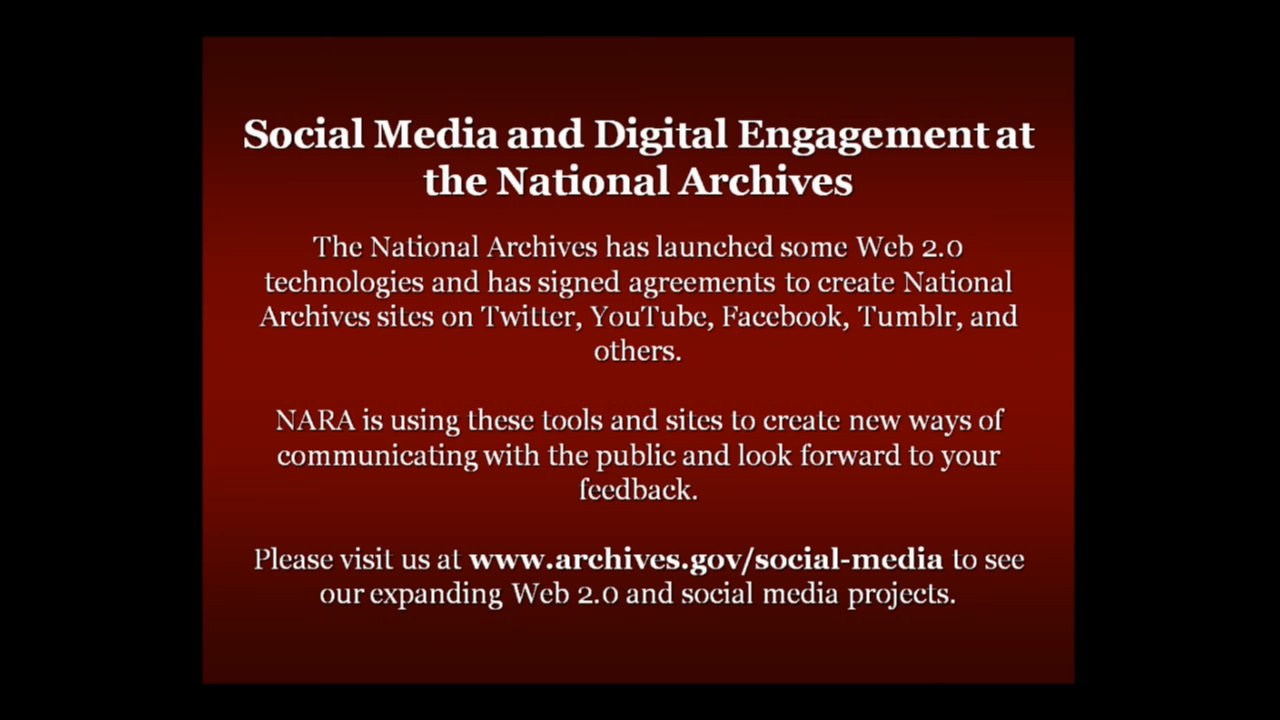 Social Media and Digital Engagement at
the National Archives
The National Archives has launched some Web 2.0
technologies and has signed agreements to create National
Archives sites on Twitter, YouTube, Facebook, Tumblr, and
others.
NARA is using these tools and sites to create new ways of
communicating with the public and look forward to your
feedback.
Please visit us at www.archives.gov/social-media to see
our expanding Web 2.0 and social media projects.